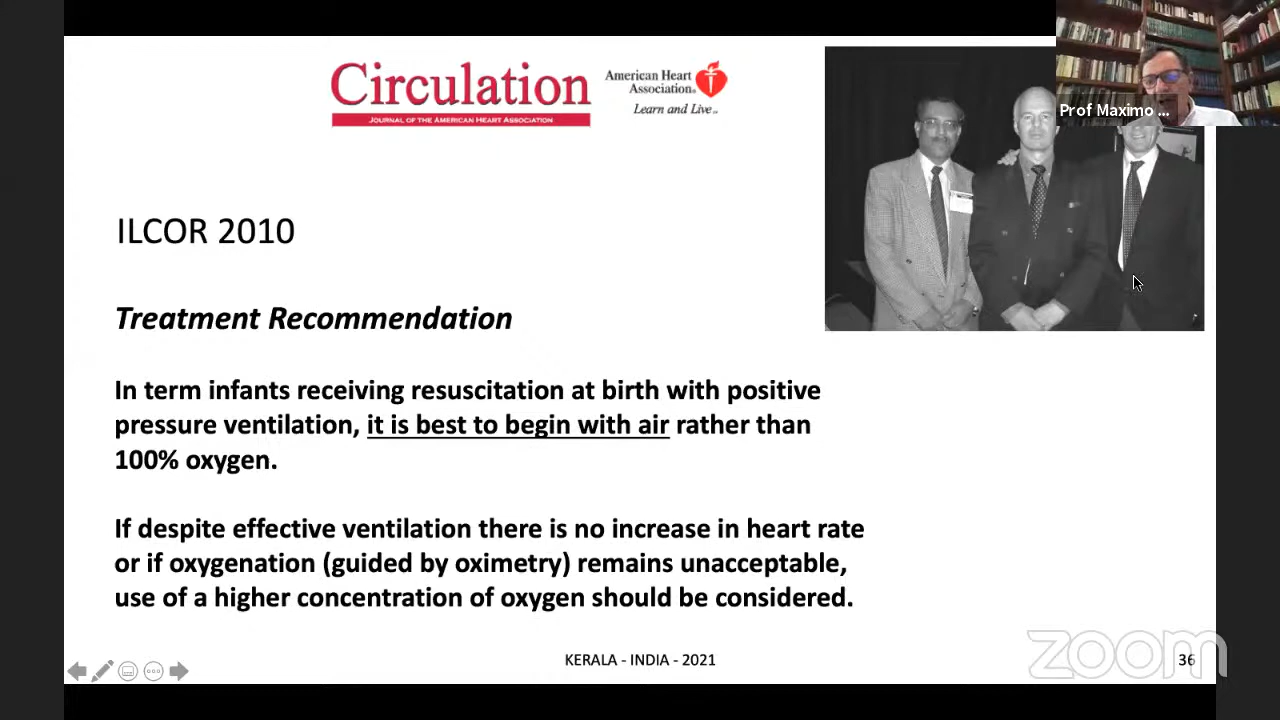 Circulation
JOURNAL OF THE AMERICAN HEART ASSOCIATION
American Heart
Association®
Learn and Live℠
Prof Maximo ...
ILCOR 2010
Treatment Recommendation
In term infants receiving resuscitation at birth with positive
pressure ventilation, it is best to begin with air rather than
100% oxygen.
If despite effective ventilation there is no increase in heart rate
or if oxygenation (guided by oximetry) remains unacceptable,
use of a higher concentration of oxygen should be considered.
KERALA - INDIA - 2021
36
zoom